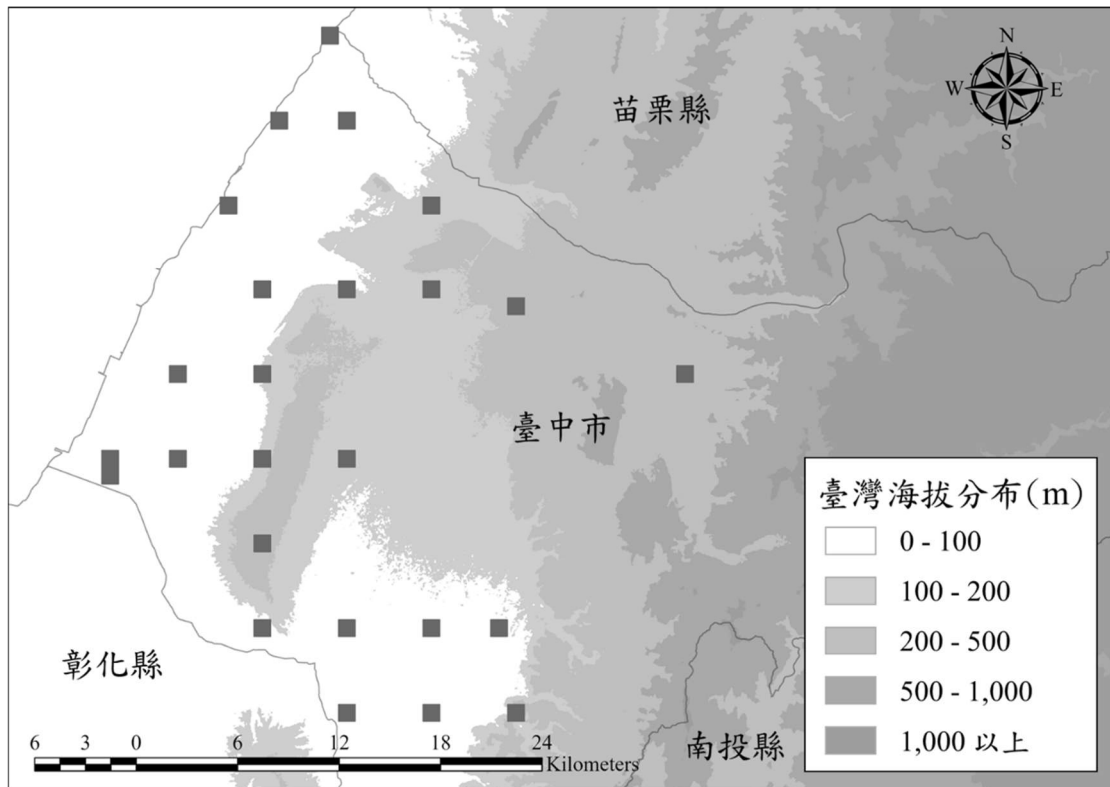 N
W
E
S
苗栗縣
臺中市
彰化縣
南投縣
臺灣海拔分布(m)
0 - 100
100 - 200
200 - 500
500 - 1,000
1,000 以上
6 3 0 6 12 18 24
Kilometers